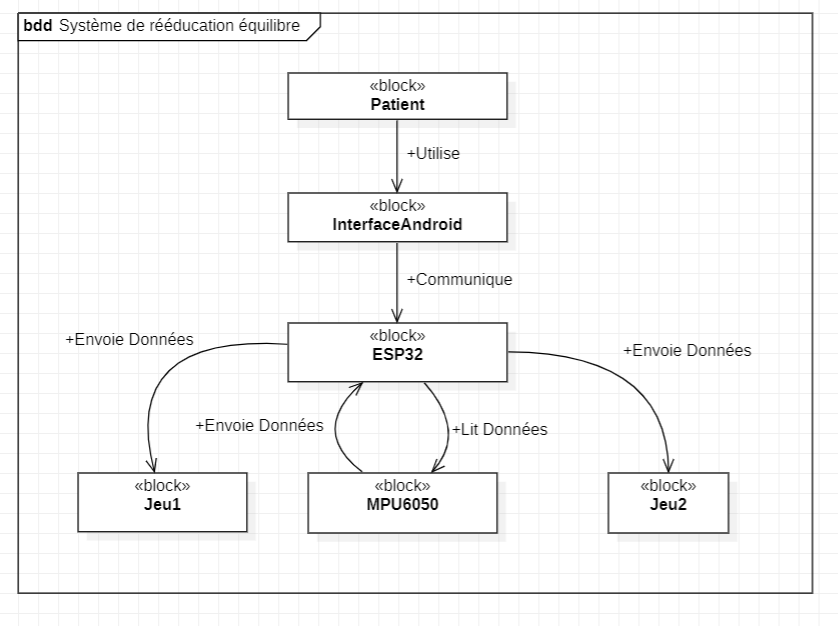 bdd Système de rééducation équilibre
«block»
Patient
+Utilise
«block»
InterfaceAndroid
+Communique
«block»
ESP32
+Envoie Données
+Envoie Données
+Envoie Données
+Lit Données
«block»
Jeu1
«block»
MPU6050
«block»
Jeu2